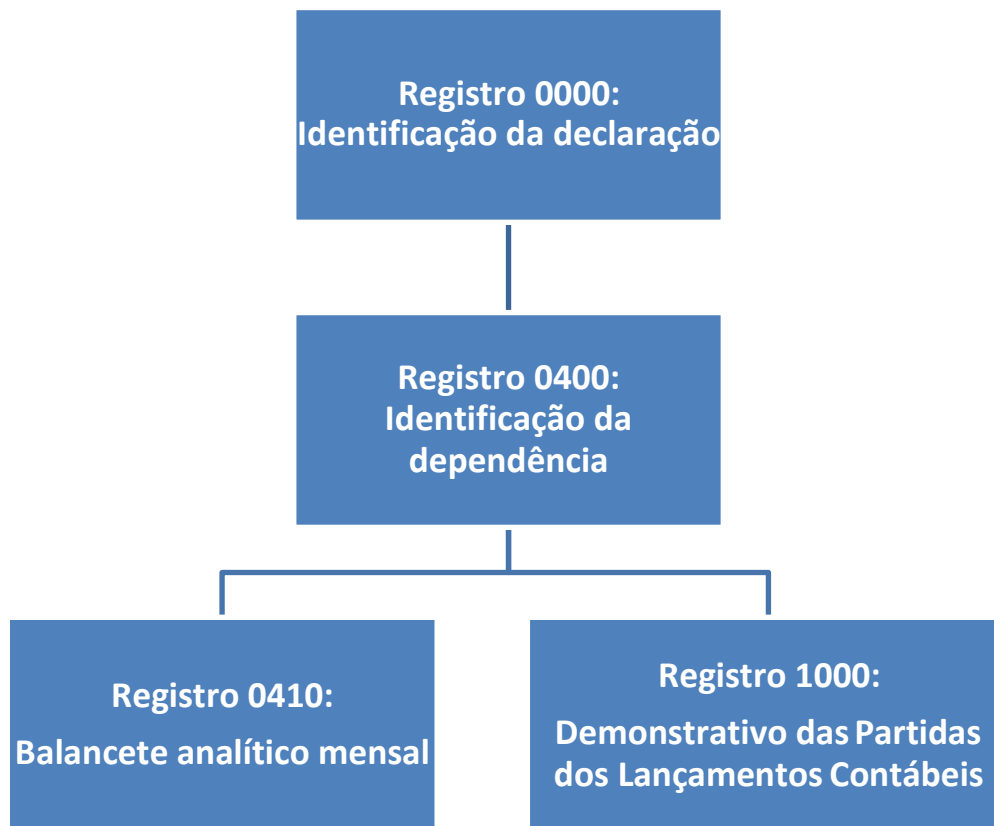 Registro 0000:
Identificação da declaração
Registro 0400:
Identificação da
dependência
Registro 0410:
Balancete analítico mensal
Registro 1000:
Demonstrativo das Partidas
dos Lançamentos Contábeis